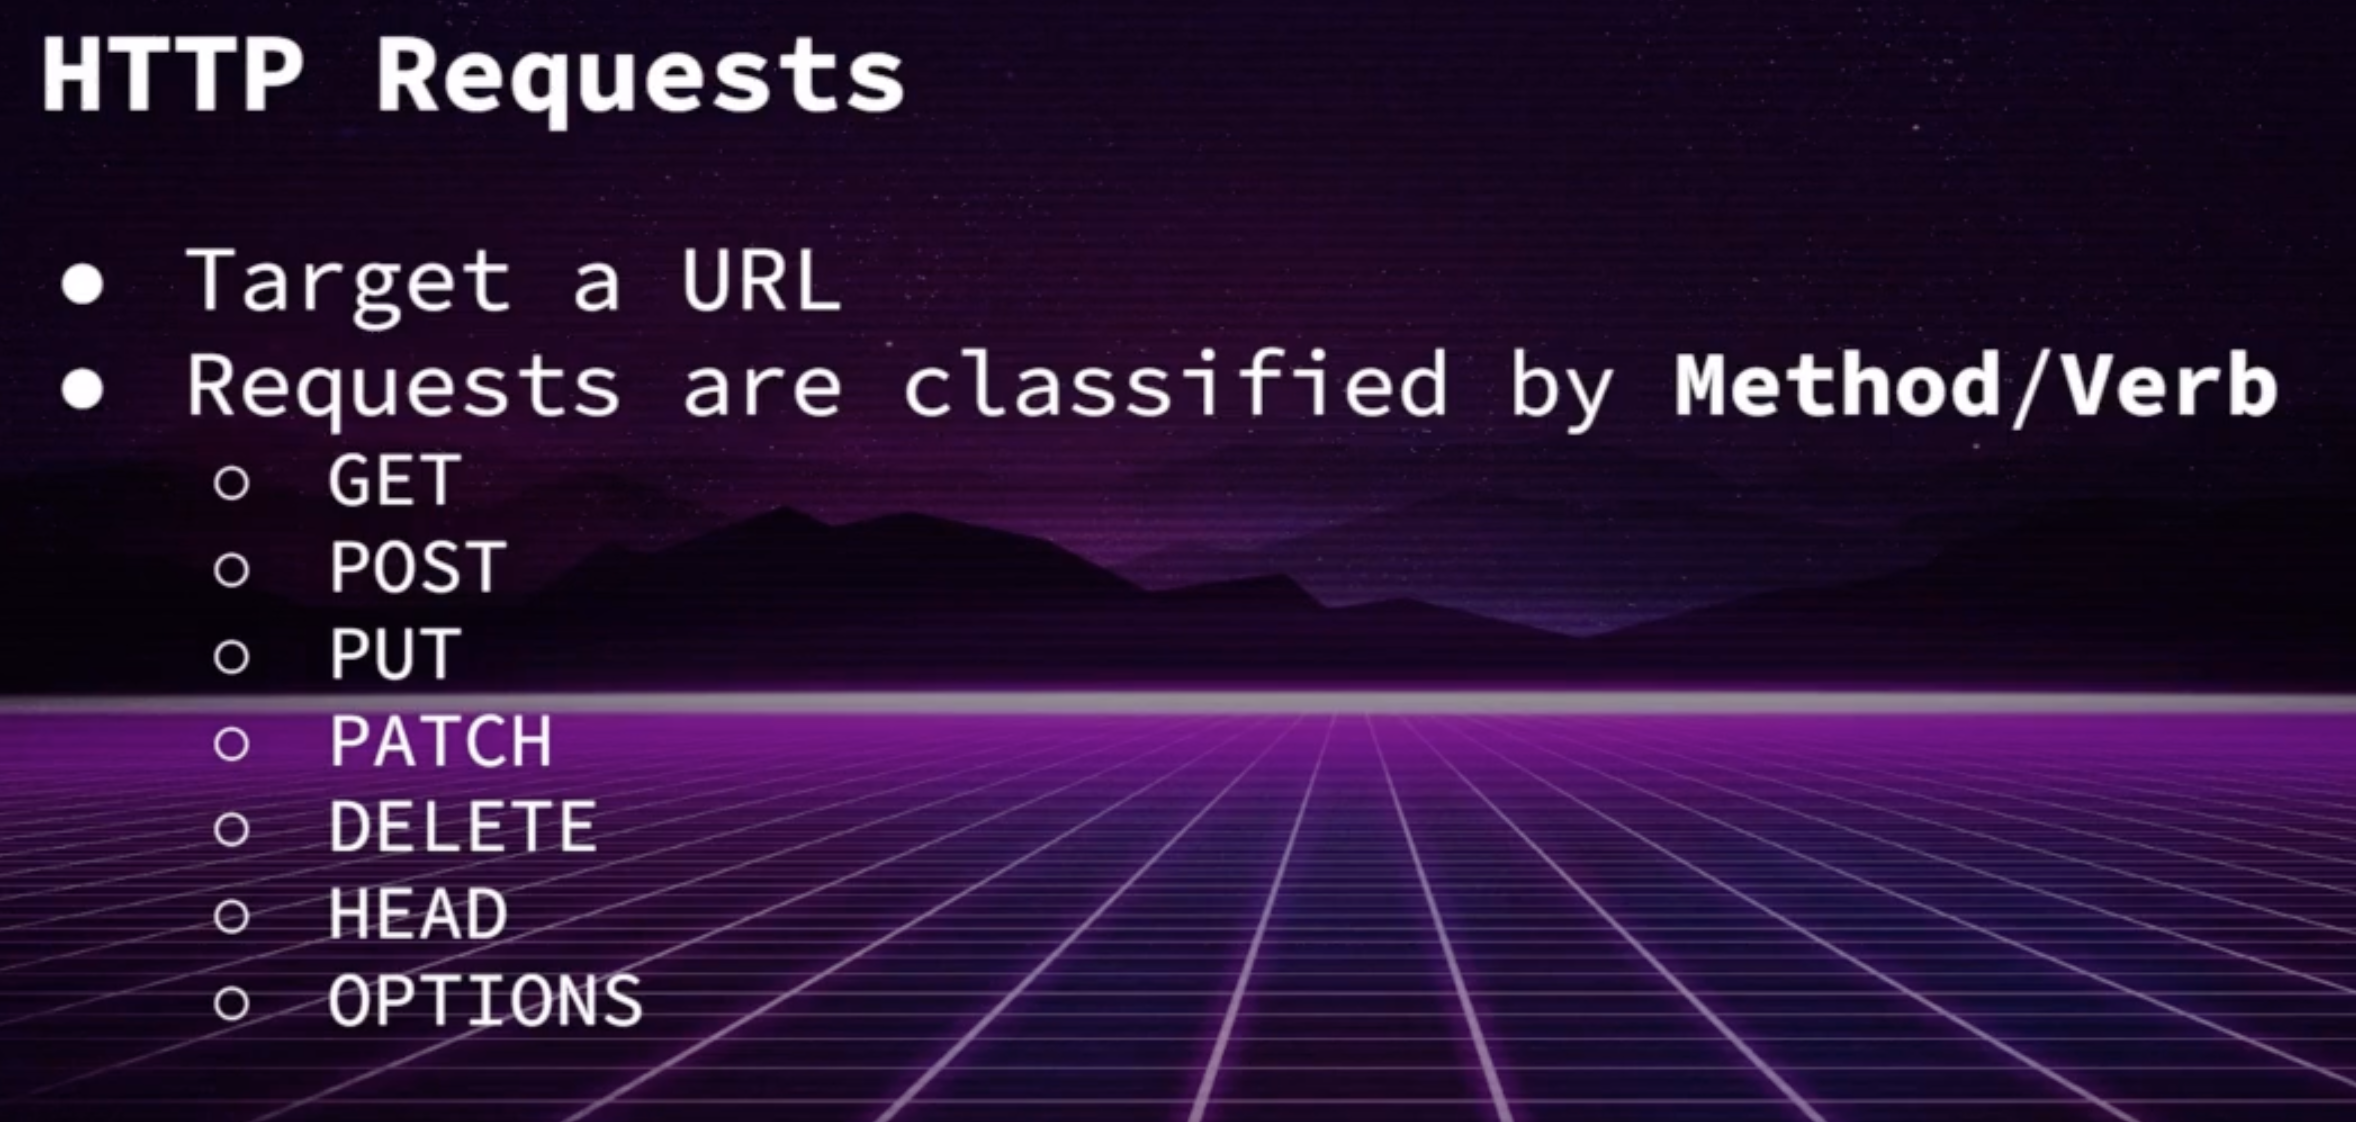 HTTP Requests
● Target a URL
● Requests are classified by Method/Verb
○ GET
○ POST
○ PUT
○ PATCH
○ DELETE
○ HEAD
○ OPTIONS